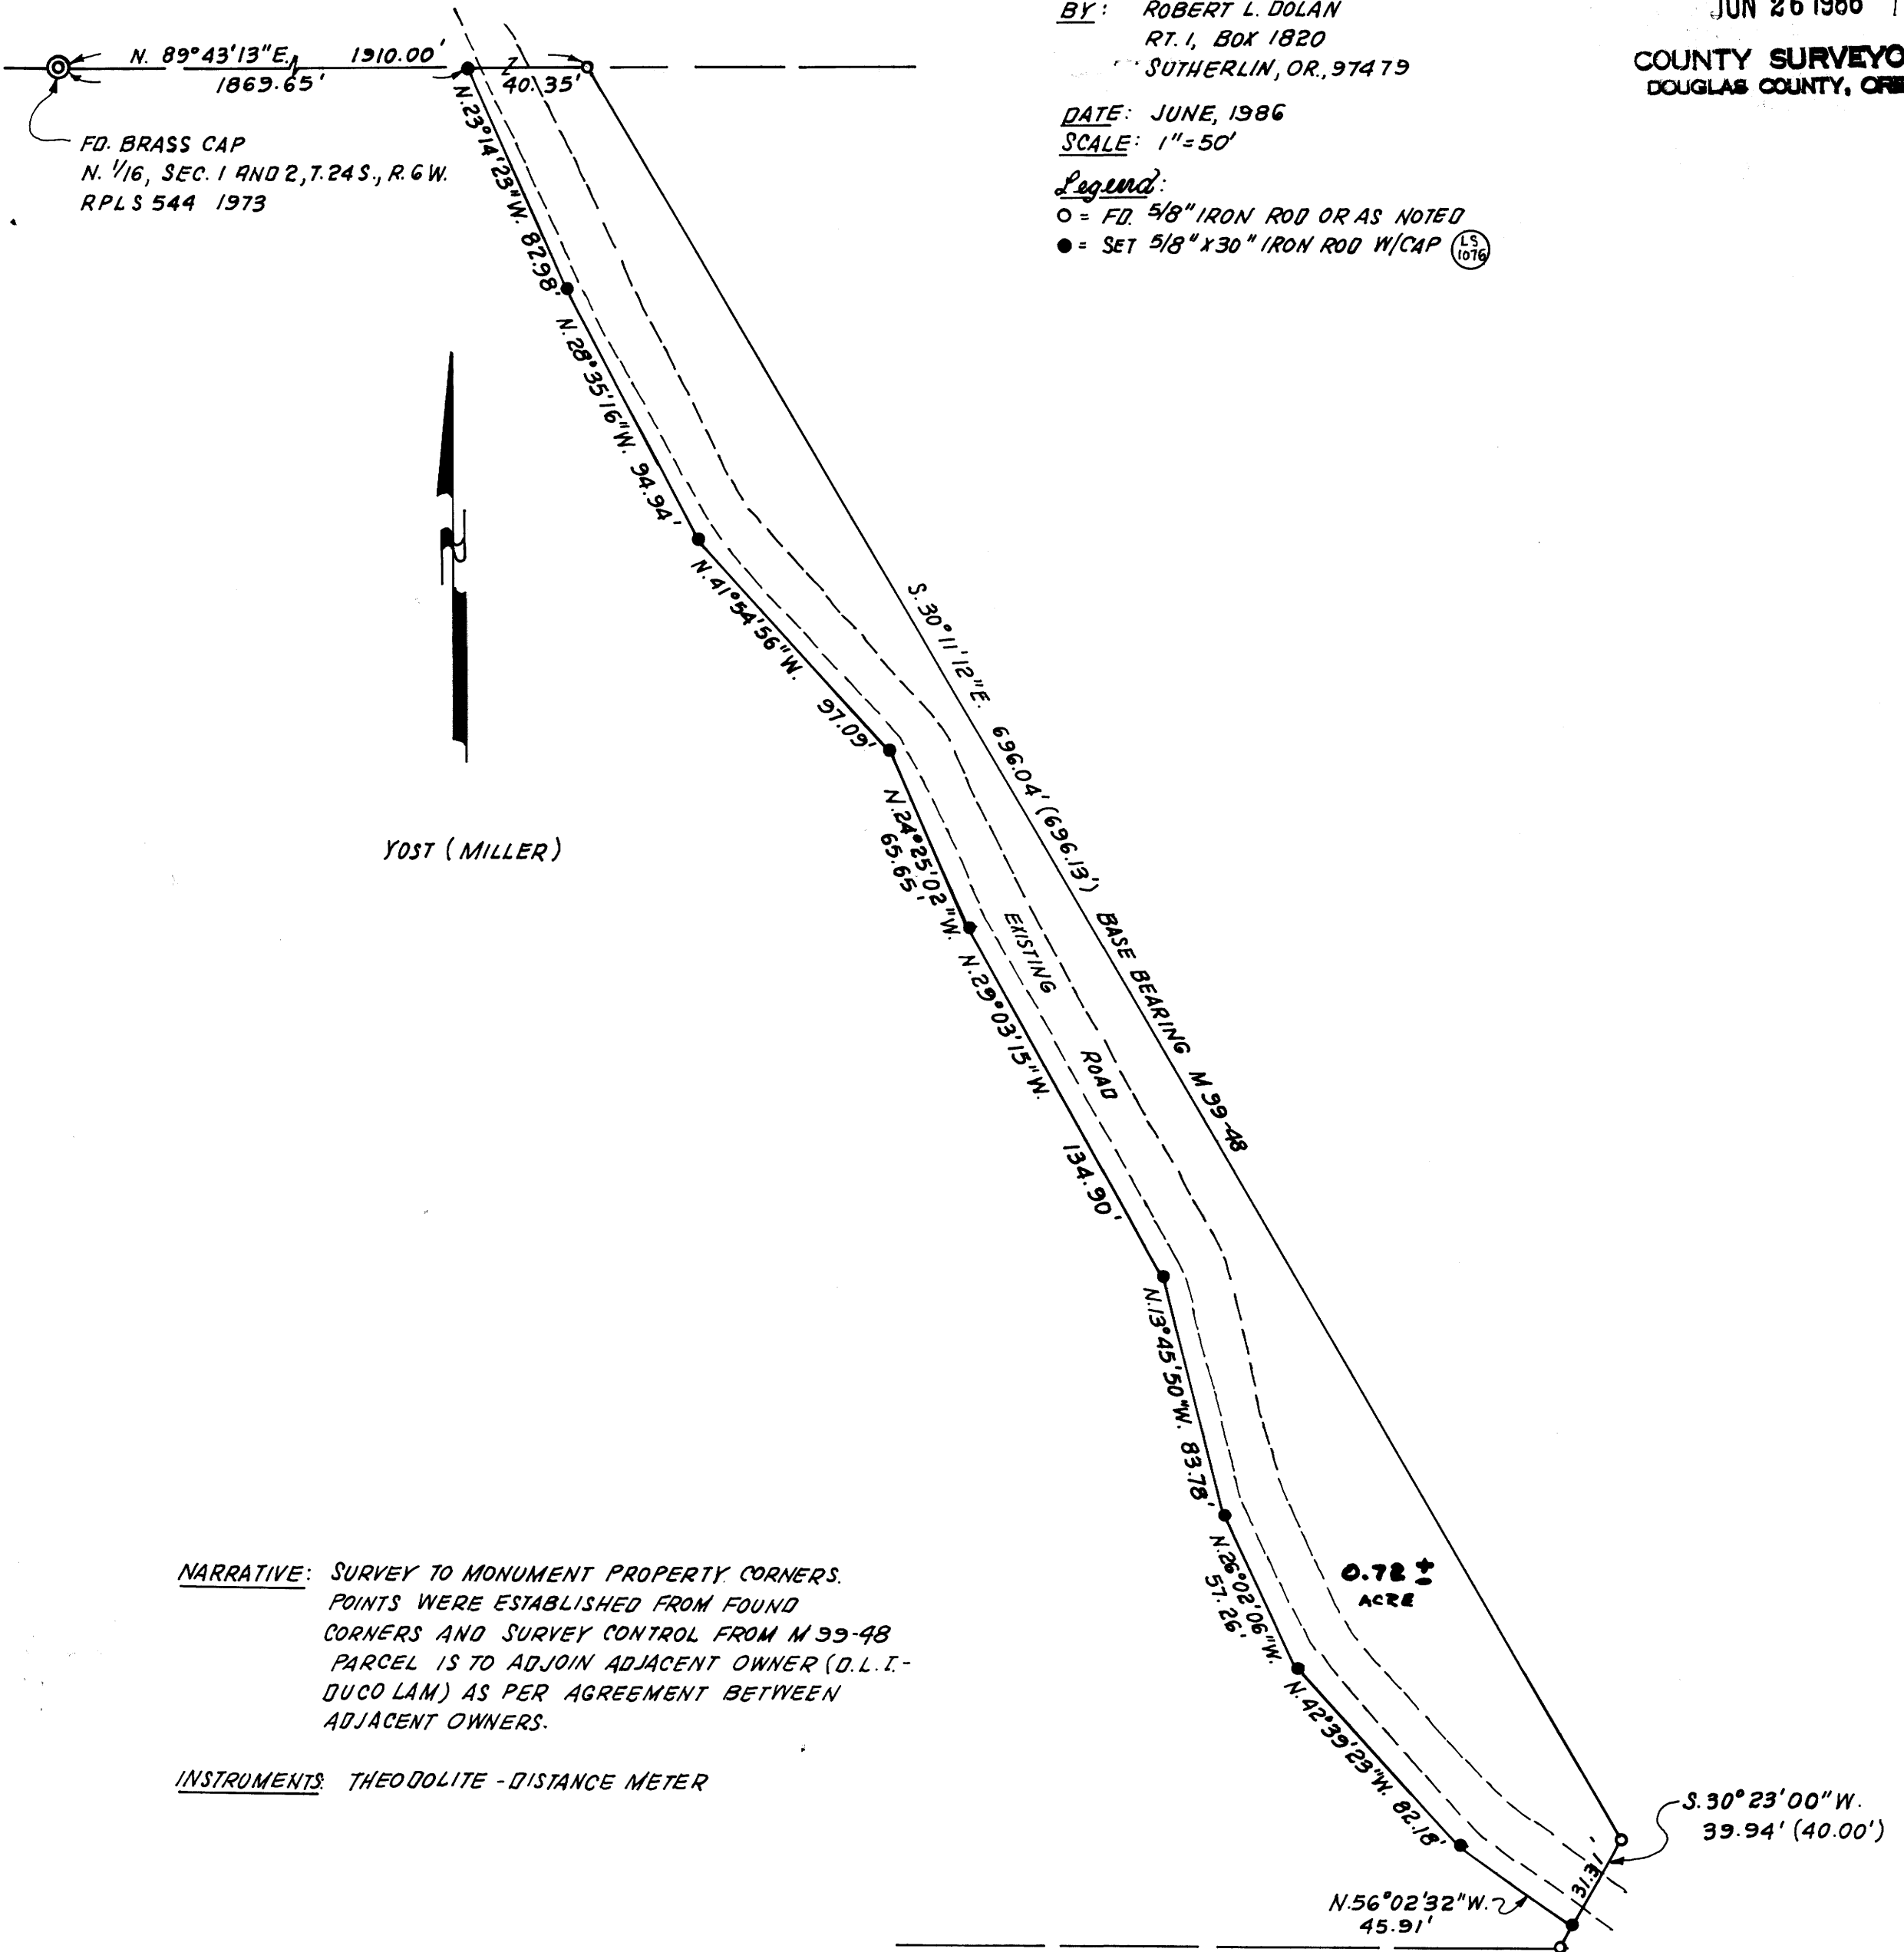 BY: ROBERT L. DOLAN
RT. 1, BOX 1820
SUTHERLIN, OR., 97479
DATE: JUNE, 1986
SCALE: 1"=50'
Legend:
O = FD. 5/8" IRON ROD OR AS NOTED
● = SET 5/8" X 30" IRON ROD W/CAP LS 1076
JUN 26 1986
COUNTY SURVEYO
DOUGLAS COUNTY, ORE
N. 89°43'13"E. 1910.00'
1869.65'
40.35'
FD. BRASS CAP
N. 1/16, SEC. 1 AND 2, T. 24 S., R. 6 W.
RPLS 544 1973
N. 23°14'23"W. 82.98'
N. 28°35'16"W. 94.94'
N. 41°54'56"W. 97.09'
N. 24°25'02"W.
65.65'
N. 29°03'15"W. 134.90'
N. 13°45'50"W. 83.78'
N. 26°02'06"W.
57.26'
N. 42°39'23"W. 82.18'
N. 56°02'32"W.
45.91'
S. 30°11'12"E. 696.04' (696.13') BASE BEARING M 99-48
EXISTING ROAD
YOST (MILLER)
0.72 ±
ACRE
S. 30°23'00"W.
39.94' (40.00')
31.31'
NARRATIVE: SURVEY TO MONUMENT PROPERTY CORNERS.
POINTS WERE ESTABLISHED FROM FOUND
CORNERS AND SURVEY CONTROL FROM M 99-48
PARCEL IS TO ADJOIN ADJACENT OWNER (D.L.I.-
DUCO LAM) AS PER AGREEMENT BETWEEN
ADJACENT OWNERS.
INSTRUMENTS: THEODOLITE - DISTANCE METER